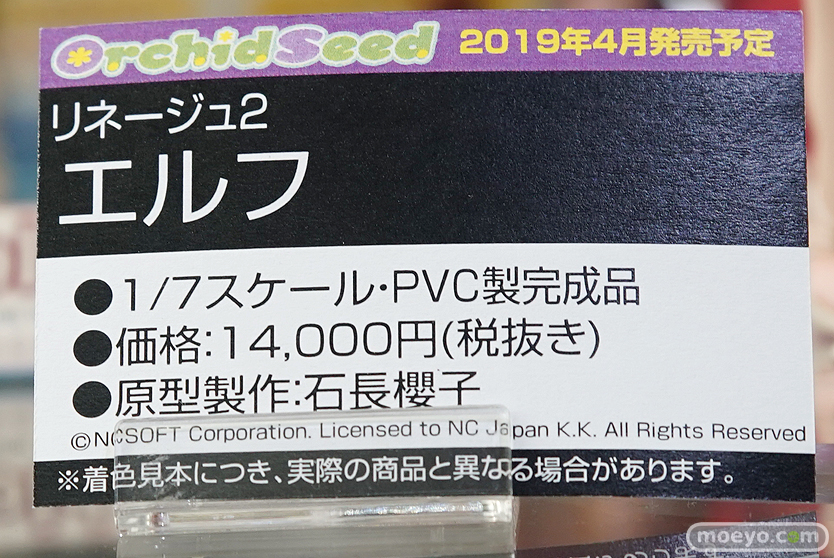 OrchidSeed 2019年4月発売予定
リネージュ2
エルフ
●1/7スケール・PVC製完成品
●価格:14,000円(税抜き)
●原型製作:石長櫻子
©NCSOFT Corporation. Licensed to NC Japan K.K. All Rights Reserved
※着色見本につき、実際の商品と異なる場合があります。
moeyo.com